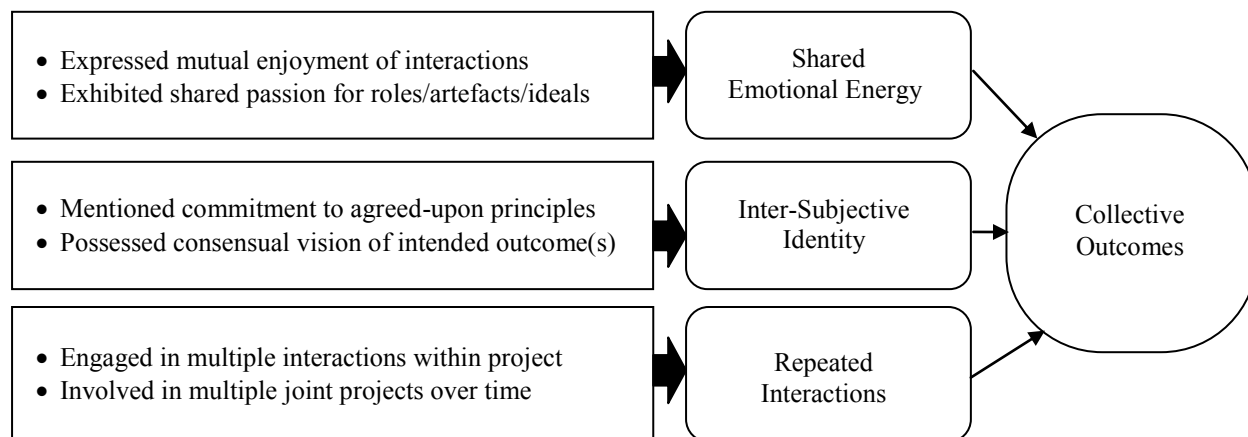 • Expressed mutual enjoyment of interactions
• Exhibited shared passion for roles/artefacts/ideals
Shared
Emotional Energy
• Mentioned commitment to agreed-upon principles
• Possessed consensual vision of intended outcome(s)
Inter-Subjective
Identity
Collective
Outcomes
• Engaged in multiple interactions within project
• Involved in multiple joint projects over time
Repeated
Interactions